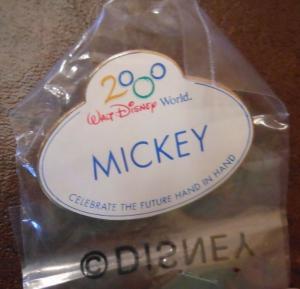 2000
Walt Disney World.
MICKEY
CELEBRATE THE FUTURE HAND IN HAND
©DISNEY